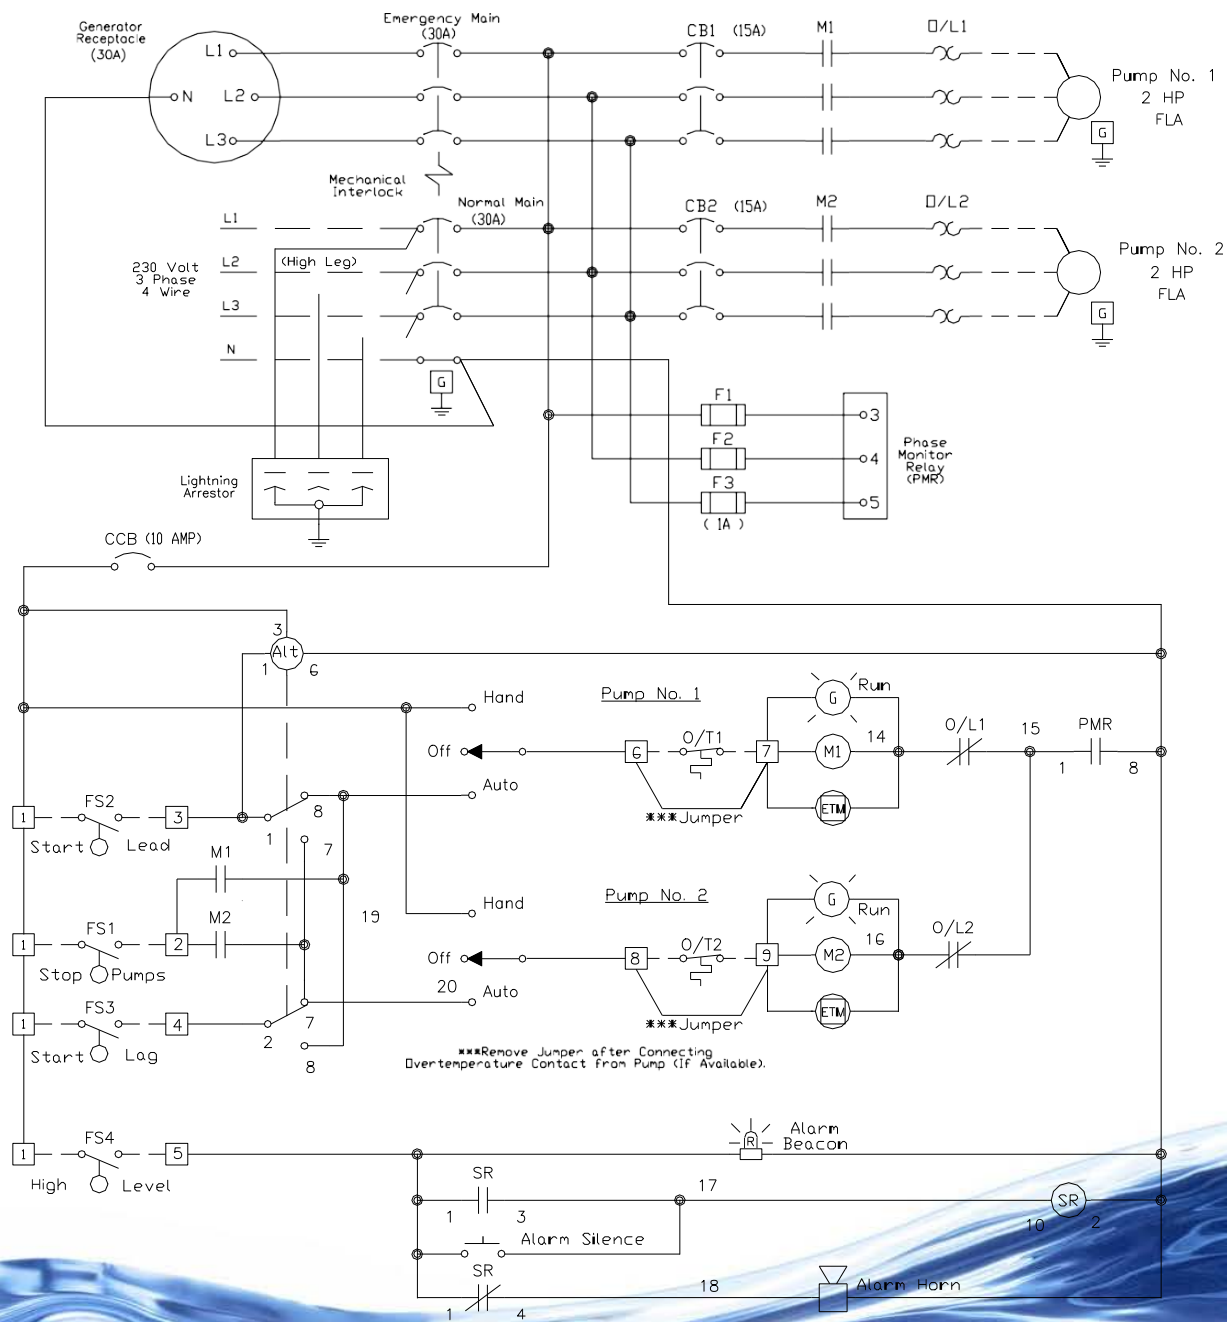 Generator
Receptacle
(30A)
Emergency Main
(30A)
CB1 (15A)
M1
O/L1
L1
N
L2
L3
Pump No. 1
2 HP
FLA
G
Mechanical
Interlock
Normal Main
(30A)
CB2 (15A)
M2
O/L2
L1
L2
(High Leg)
L3
N
230 Volt
3 Phase
4 Wire
Pump No. 2
2 HP
FLA
G
G
F1
3
F2
4
F3
5
(1A)
Phase
Monitor
Relay
(PMR)
Lightning
Arrestor
CCB (10 AMP)
3
Alt
1
6
Hand
Pump No. 1
G
Run
Off
6
O/T1
7
M1
14
O/L1
15
PMR
1
8
Auto
***Jumper
ETM
1
FS2
3
Start
Lead
1
8
7
M1
19
M2
1
FS1
2
Stop
Pumps
Hand
Pump No. 2
G
Run
Off
8
O/T2
9
M2
16
O/L2
20
Auto
***Jumper
ETM
1
FS3
4
Start
Lag
2
7
8
***Remove Jumper after Connecting
Overtemperature Contact from Pump (If Available).
1
FS4
5
High
Level
R
Alarm
Beacon
SR
1
3
17
SR
10
2
Alarm Silence
SR
1
4
18
Alarm Horn